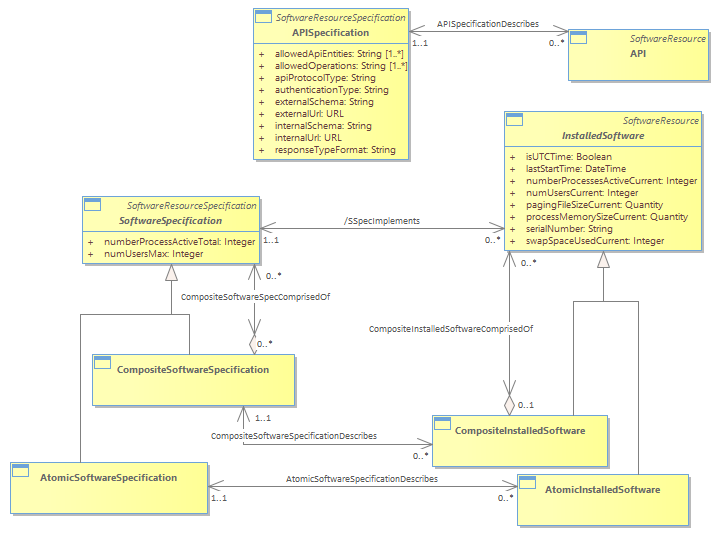 SoftwareResourceSpecification
APISpecification
+ allowedApiEntities: String [1..*]
+ allowedOperations: String [1..*]
+ apiProtocolType: String
+ authenticationType: String
+ externalSchema: String
+ externalUrl: URL
+ internalSchema: String
+ internalUrl: URL
+ responseTypeFormat: String
APISpecificationDescribes
1..1
0..*
SoftwareResource
API
SoftwareResource
InstalledSoftware
+ isUTCTime: Boolean
+ lastStartTime: DateTime
+ numberProcessesActiveCurrent: Integer
+ numUsersCurrent: Integer
+ pagingFileSizeCurrent: Quantity
+ processMemorySizeCurrent: Quantity
+ serialNumber: String
+ swapSpaceUsedCurrent: Integer
SoftwareResourceSpecification
SoftwareSpecification
+ numberProcessActiveTotal: Integer
+ numUsersMax: Integer
/SSpecImplements
1..1
0..*
0..*
CompositeSoftwareSpecComprisedOf
0..*
0..*
CompositeInstalledSoftwareComprisedOf
0..1
CompositeSoftwareSpecification
1..1
CompositeSoftwareSpecificationDescribes
0..*
CompositeInstalledSoftware
AtomicSoftwareSpecification
AtomicSoftwareSpecificationDescribes
1..1
0..*
AtomicInstalledSoftware